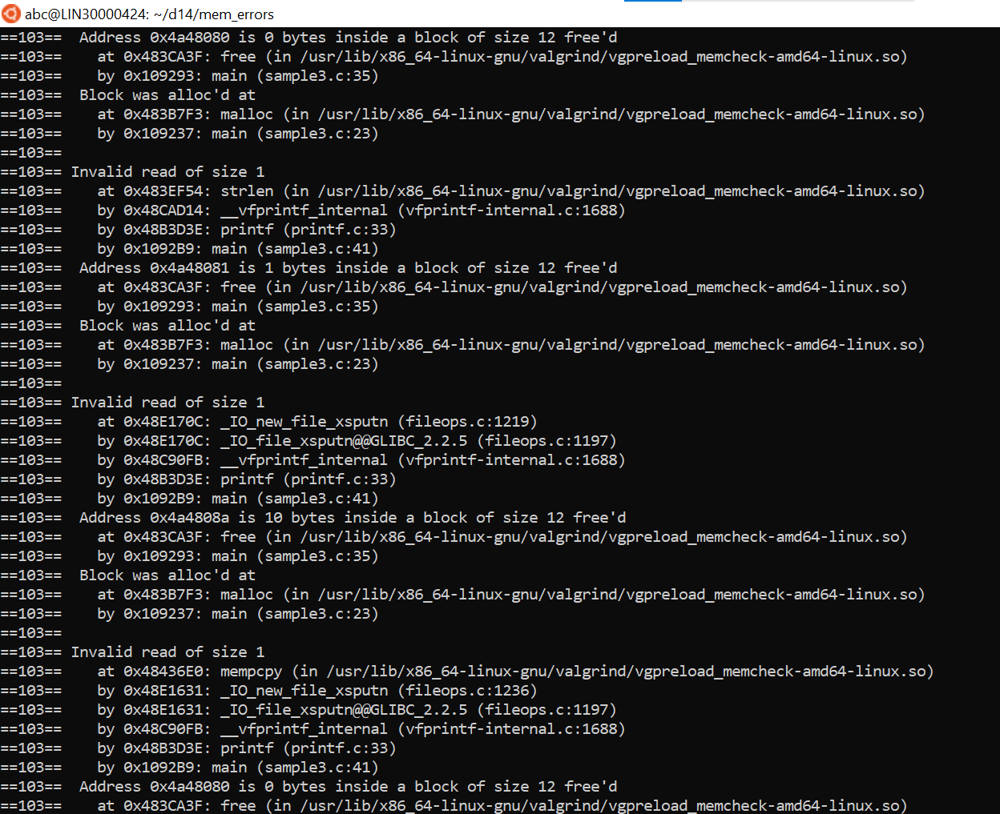 abc@LIN30000424: ~/d14/mem_errors
==103==  Address 0x4a48080 is 0 bytes inside a block of size 12 free'd
==103==    at 0x483CA3F: free (in /usr/lib/x86_64-linux-gnu/valgrind/vgpreload_memcheck-amd64-linux.so)
==103==    by 0x109293: main (sample3.c:35)
==103==  Block was alloc'd at
==103==    at 0x483B7F3: malloc (in /usr/lib/x86_64-linux-gnu/valgrind/vgpreload_memcheck-amd64-linux.so)
==103==    by 0x109237: main (sample3.c:23)
==103==
==103== Invalid read of size 1
==103==    at 0x483EF54: strlen (in /usr/lib/x86_64-linux-gnu/valgrind/vgpreload_memcheck-amd64-linux.so)
==103==    by 0x48CAD14: __vfprintf_internal (vfprintf-internal.c:1688)
==103==    by 0x48B3D3E: printf (printf.c:33)
==103==    by 0x1092B9: main (sample3.c:41)
==103==  Address 0x4a48081 is 1 bytes inside a block of size 12 free'd
==103==    at 0x483CA3F: free (in /usr/lib/x86_64-linux-gnu/valgrind/vgpreload_memcheck-amd64-linux.so)
==103==    by 0x109293: main (sample3.c:35)
==103==  Block was alloc'd at
==103==    at 0x483B7F3: malloc (in /usr/lib/x86_64-linux-gnu/valgrind/vgpreload_memcheck-amd64-linux.so)
==103==    by 0x109237: main (sample3.c:23)
==103==
==103== Invalid read of size 1
==103==    at 0x48E170C: _IO_new_file_xsputn (fileops.c:1219)
==103==    by 0x48E170C: _IO_file_xsputn@@GLIBC_2.2.5 (fileops.c:1197)
==103==    by 0x48C90FB: __vfprintf_internal (vfprintf-internal.c:1688)
==103==    by 0x48B3D3E: printf (printf.c:33)
==103==    by 0x1092B9: main (sample3.c:41)
==103==  Address 0x4a4808a is 10 bytes inside a block of size 12 free'd
==103==    at 0x483CA3F: free (in /usr/lib/x86_64-linux-gnu/valgrind/vgpreload_memcheck-amd64-linux.so)
==103==    by 0x109293: main (sample3.c:35)
==103==  Block was alloc'd at
==103==    at 0x483B7F3: malloc (in /usr/lib/x86_64-linux-gnu/valgrind/vgpreload_memcheck-amd64-linux.so)
==103==    by 0x109237: main (sample3.c:23)
==103==
==103== Invalid read of size 1
==103==    at 0x48436E0: mempcpy (in /usr/lib/x86_64-linux-gnu/valgrind/vgpreload_memcheck-amd64-linux.so)
==103==    by 0x48E1631: _IO_new_file_xsputn (fileops.c:1236)
==103==    by 0x48E1631: _IO_file_xsputn@@GLIBC_2.2.5 (fileops.c:1197)
==103==    by 0x48C90FB: __vfprintf_internal (vfprintf-internal.c:1688)
==103==    by 0x48B3D3E: printf (printf.c:33)
==103==    by 0x1092B9: main (sample3.c:41)
==103==  Address 0x4a48080 is 0 bytes inside a block of size 12 free'd
==103==    at 0x483CA3F: free (in /usr/lib/x86_64-linux-gnu/valgrind/vgpreload_memcheck-amd64-linux.so)